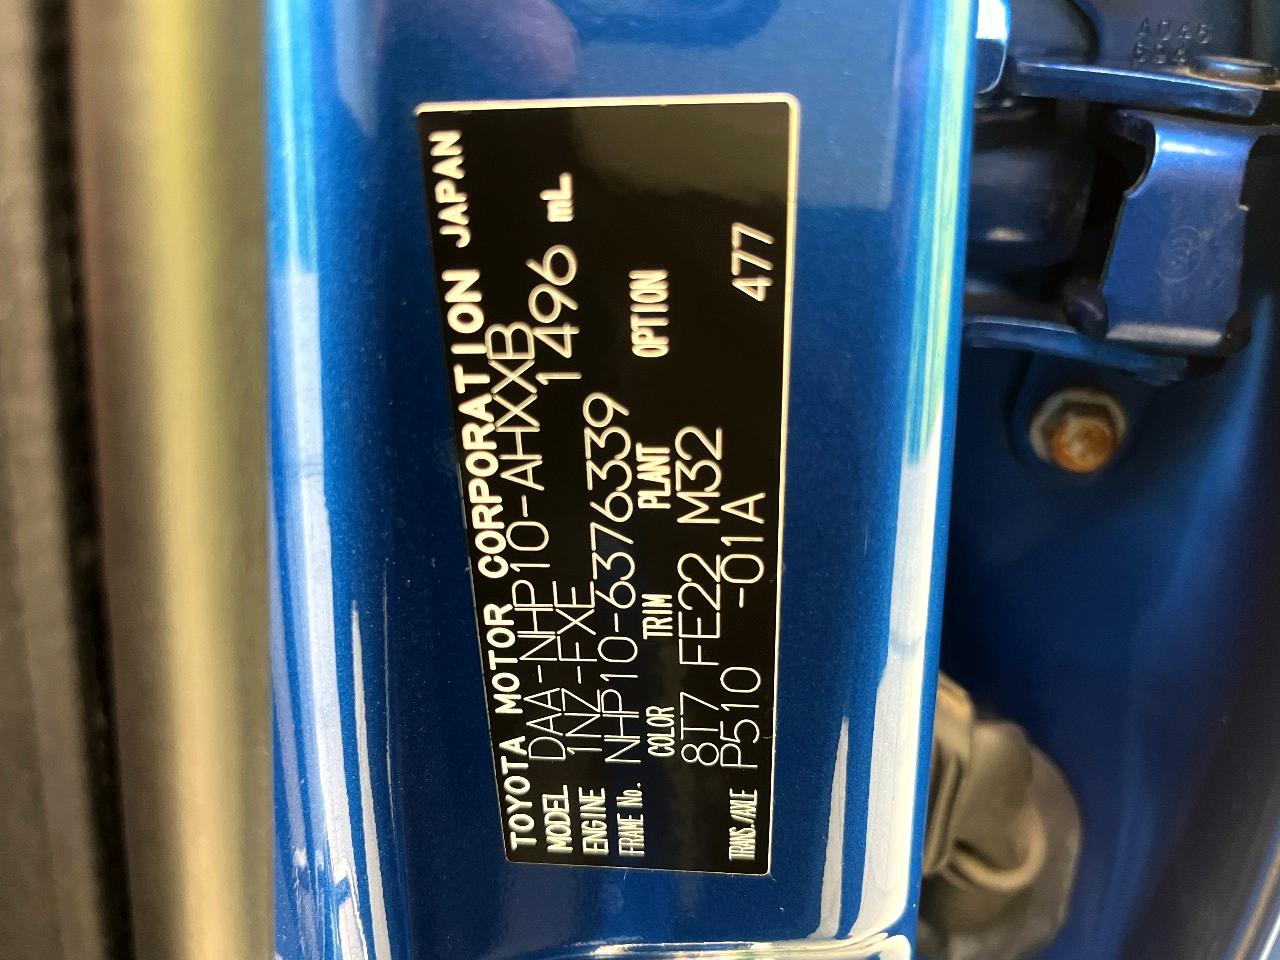 TOYOTA MOTOR CORPORATION JAPAN
MODEL DAA-NHP10-AHXXB
ENGINE 1NZ-FXE 1496 mL
FRAME No. NHP10-6376339
COLOR TRIM PLANT OPTION
8T7 FE22 M32
TRANS./AXLE P510 -01A 477